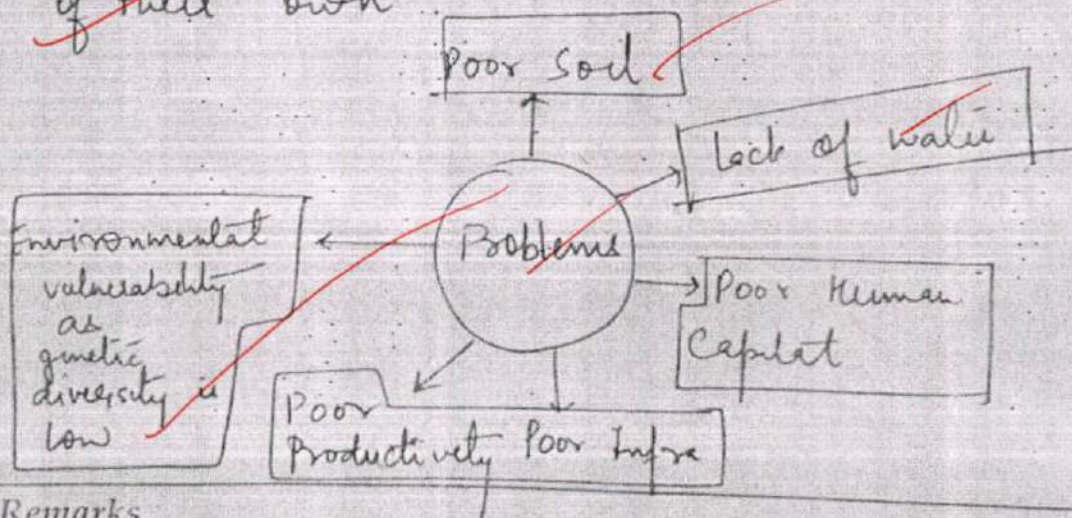 of their own
Poor Soil
Lack of water
Problems
Environmental
vulnerability
as
genetic
diversity is
low
Poor Human
Capital
Poor
Productivety Poor Infra
Remarks